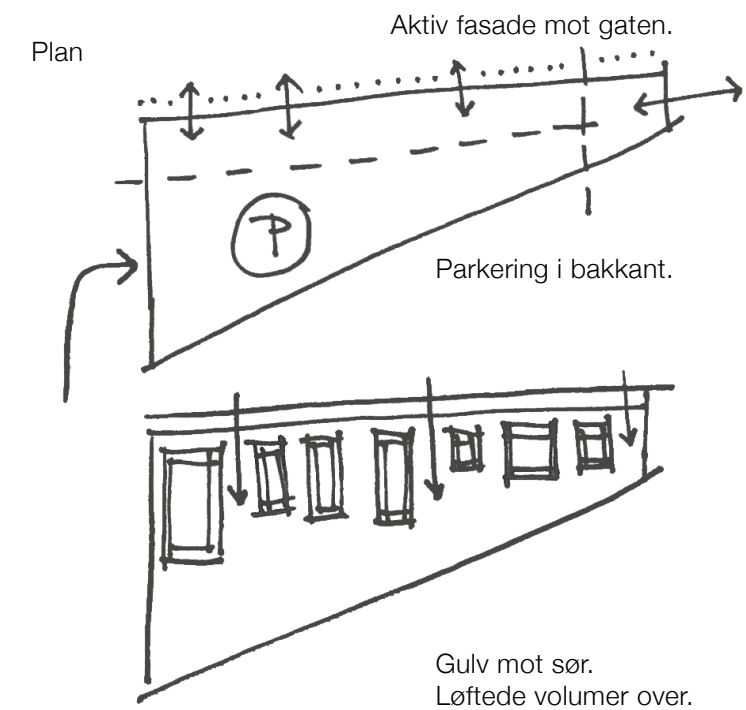 Aktiv fasade mot gaten.
Plan
P
Parkering i bakkant.
Gulv mot sør.
Løftede volumer over.